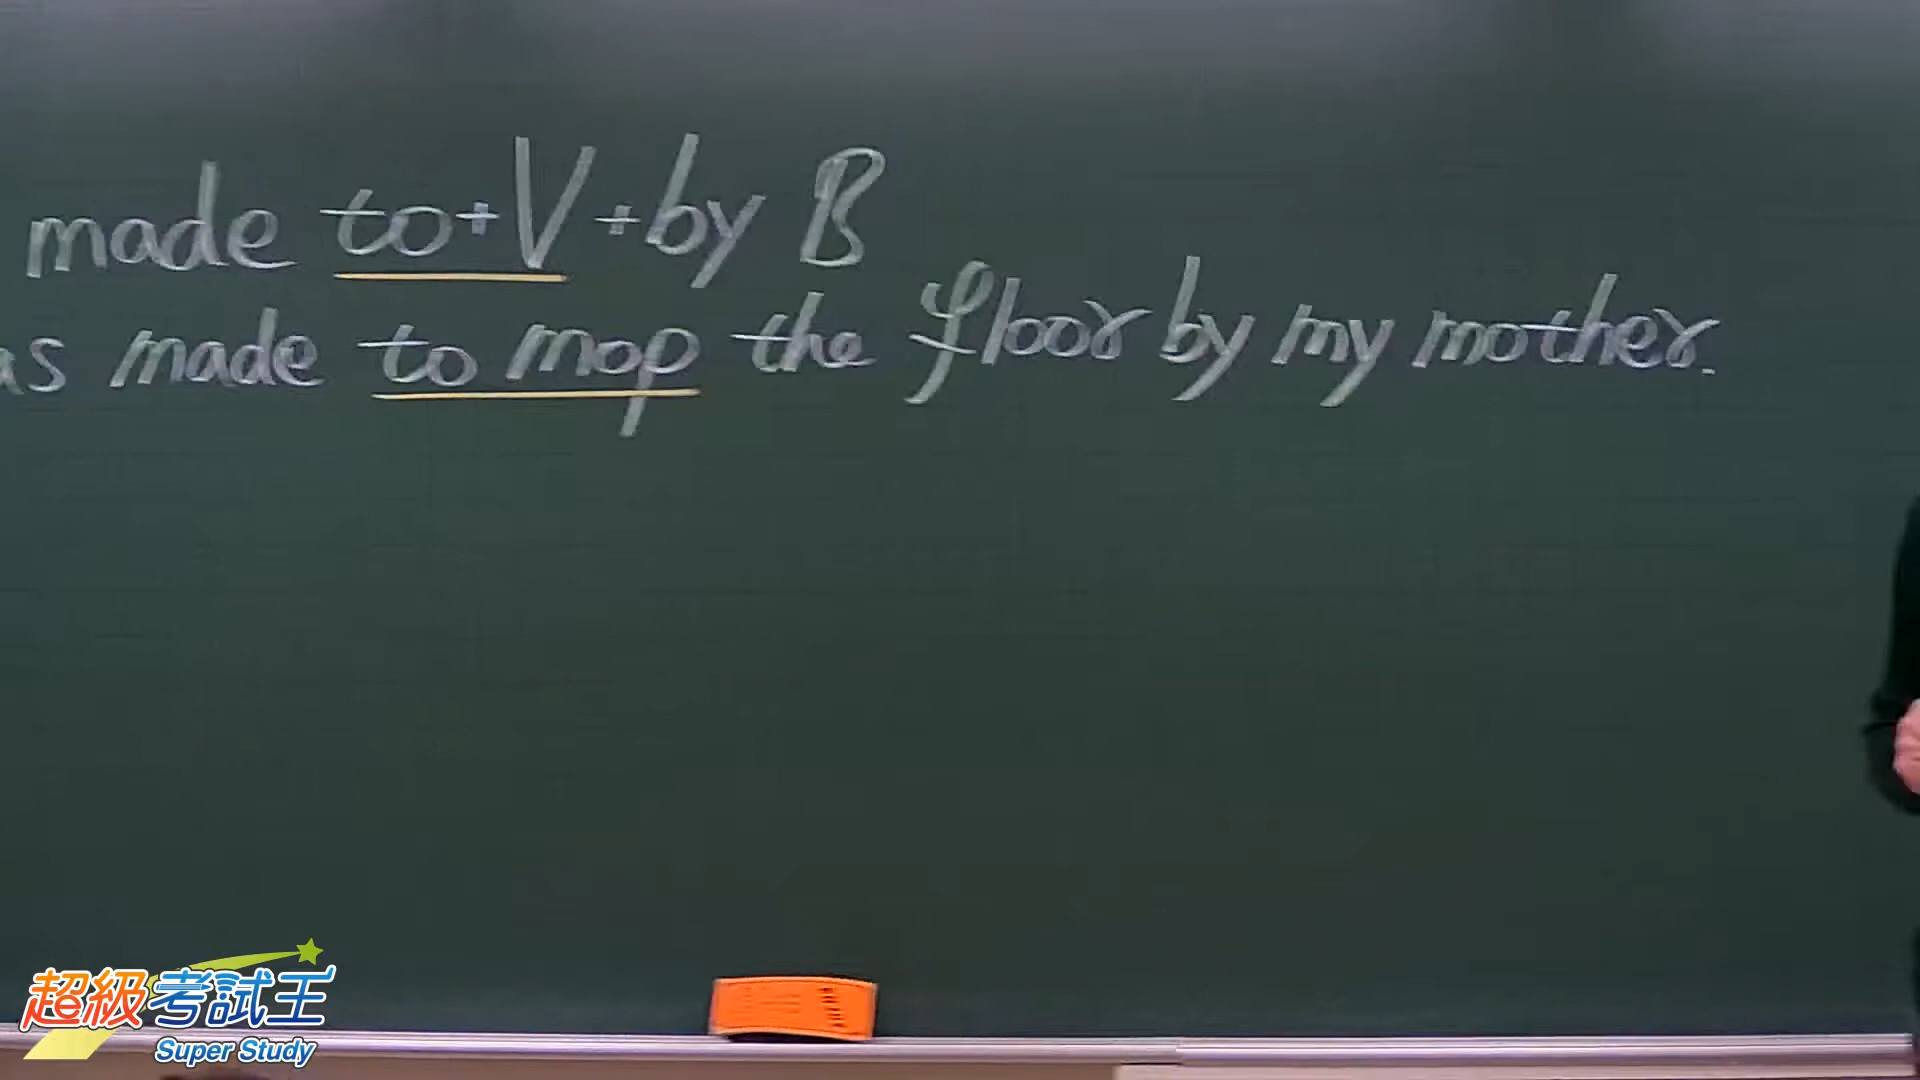 made to+V+by B
as made to mop the floor by my mother.
超級考試王
Super Study